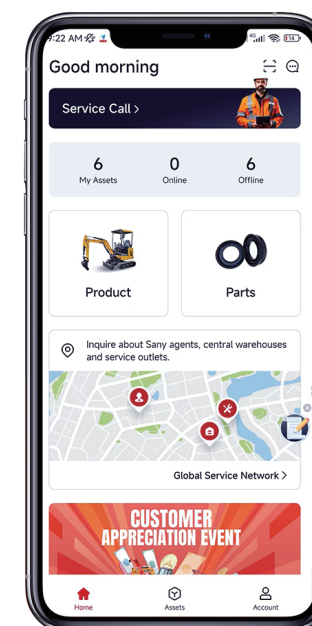 9:22 AM
4G
Good morning
Service Call >
6
0
6
My Assets
Online
Offline
Product
Parts
Inquire about Sany agents, central warehouses
and service outlets.
Global Service Network >
CUSTOMER
APPRECIATION EVENT
Home
Assets
Account